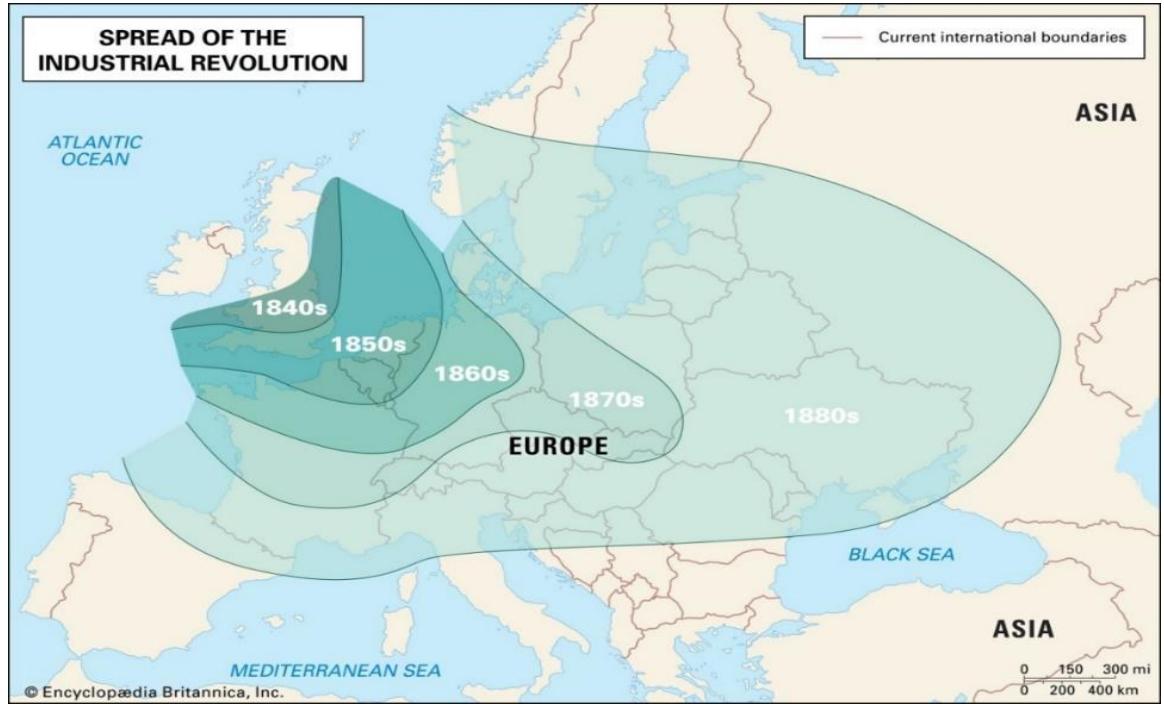 SPREAD OF THE
INDUSTRIAL REVOLUTION
Current international boundaries
ASIA
ATLANTIC
OCEAN
1840s
1850s
1860s
1870s
1880s
EUROPE
BLACK SEA
ASIA
MEDITERRANEAN SEA
0 150 300 mi
0 200 400 km
© Encyclopædia Britannica, Inc.